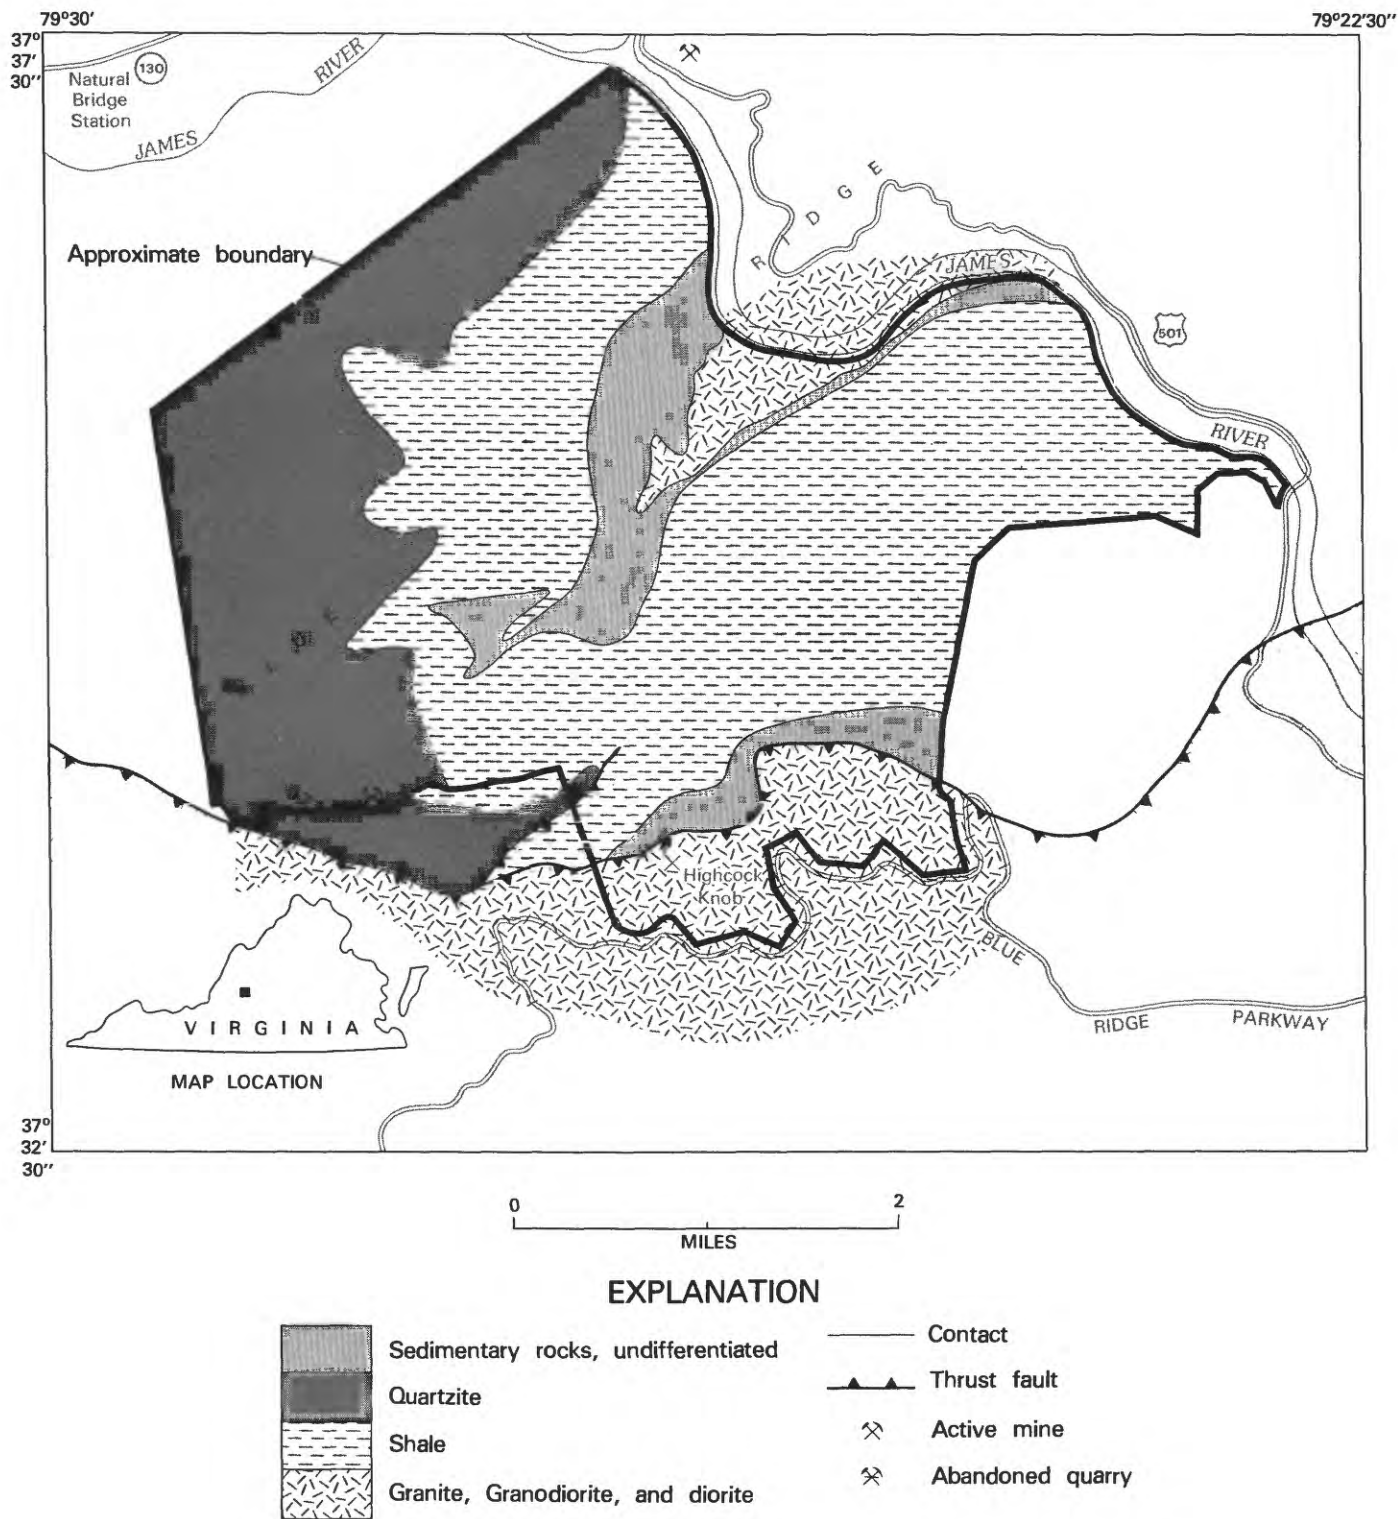 79°30'
79°22'30"
37°
37'
30"
130
Natural
Bridge
Station
JAMES RIVER
RIDGE
Approximate boundary
JAMES
501
RIVER
Highcock
Knob
BLUE
RIDGE PARKWAY
VIRGINIA
MAP LOCATION
37°
32'
30"
0 2
MILES
EXPLANATION
Sedimentary rocks, undifferentiated
Quartzite
Shale
Granite, Granodiorite, and diorite
Contact
Thrust fault
Active mine
Abandoned quarry